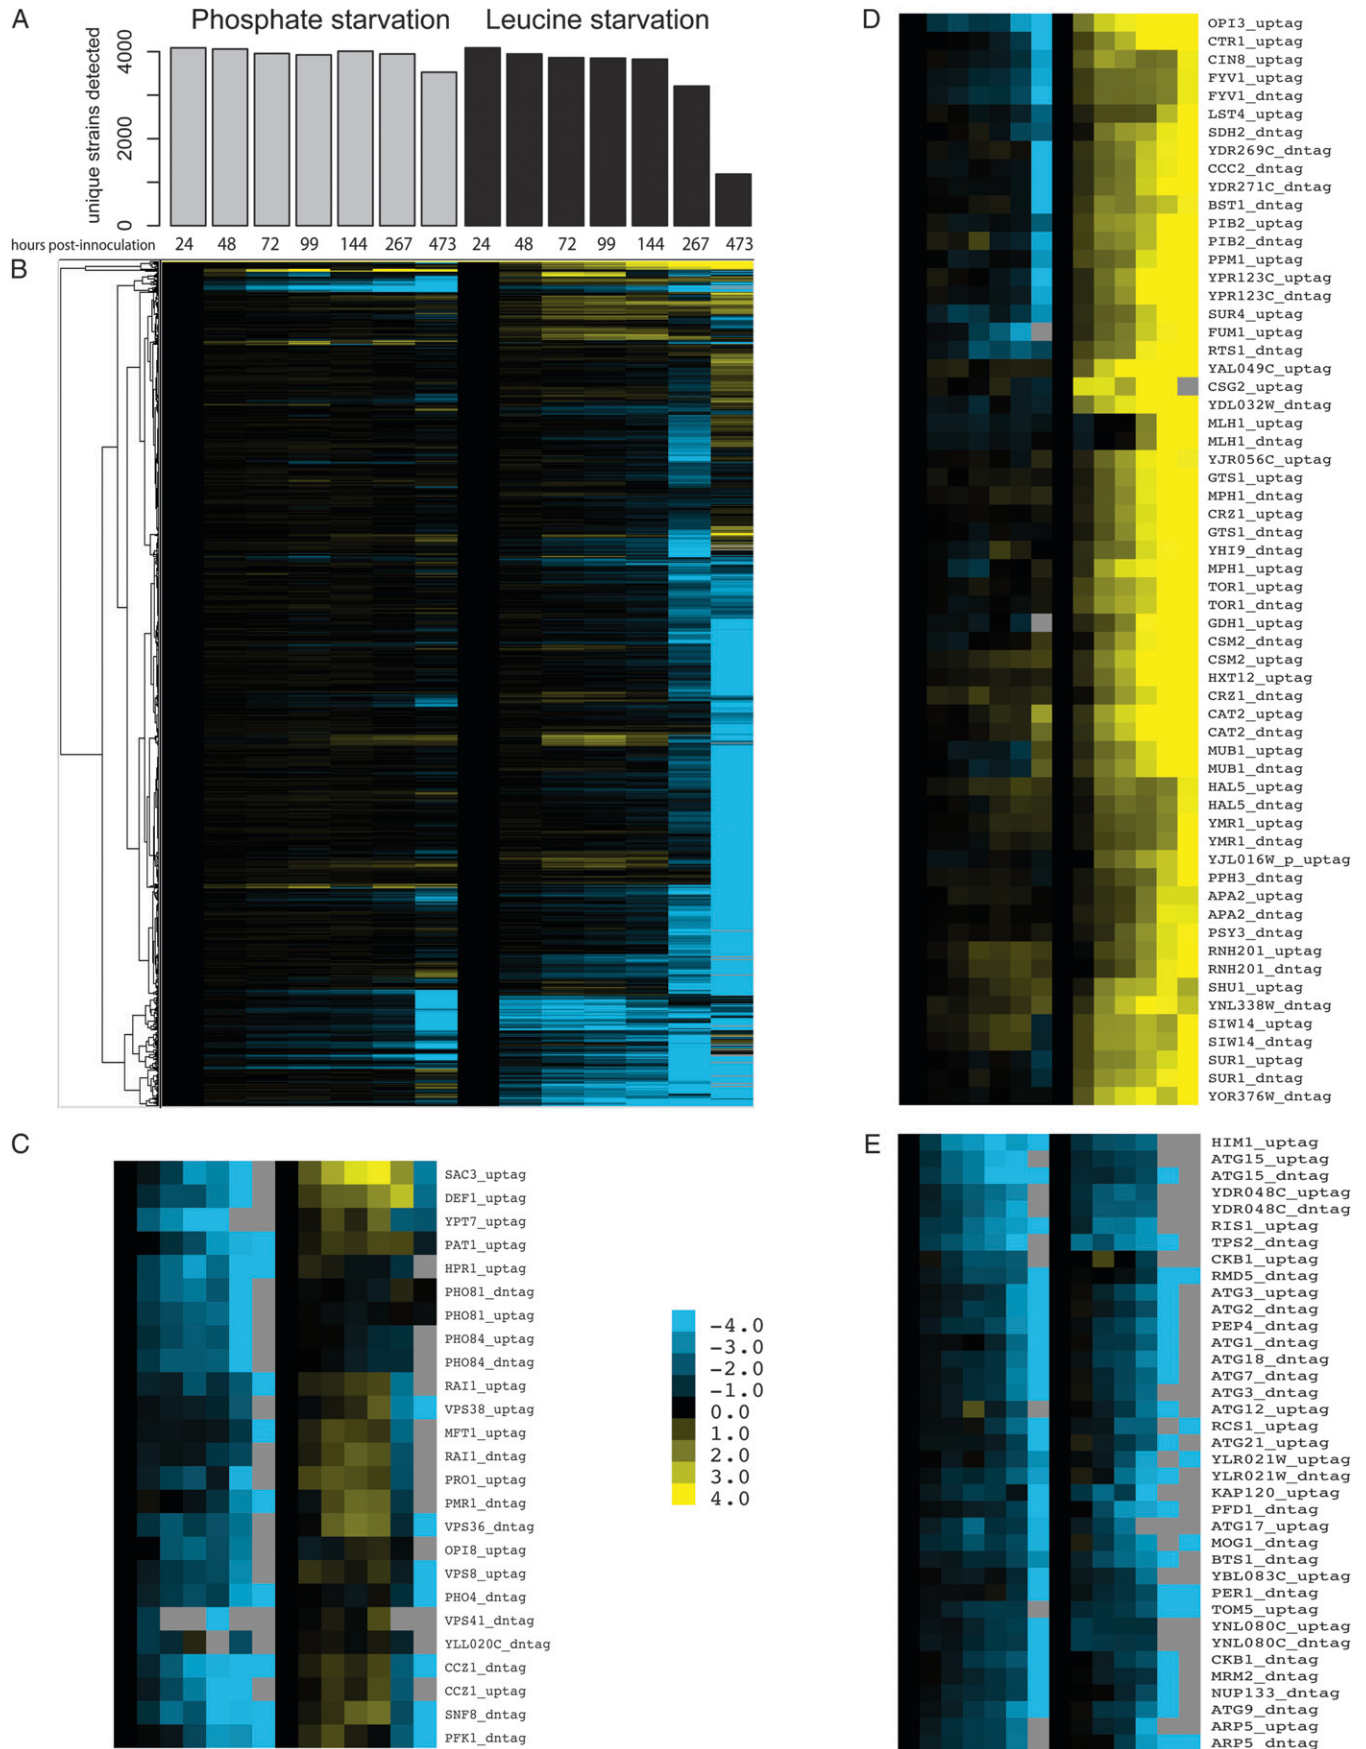 A
Phosphate starvation
Leucine starvation
unique strains detected
0
2000
4000
hours post-innoculation
24 48 72 99 144 267 473 24 48 72 99 144 267 473
B
C
SAC3_uptag
DEF1_uptag
YPT7_uptag
PAT1_uptag
HPR1_uptag
PHO81_dntag
PHO81_uptag
PHO84_uptag
PHO84_dntag
RAI1_uptag
VPS38_uptag
MFT1_uptag
RAI1_dntag
PRO1_uptag
PMR1_dntag
VPS36_dntag
OPI8_uptag
VPS8_uptag
PHO4_dntag
VPS41_dntag
YLL020C_dntag
CCZ1_dntag
CCZ1_uptag
SNF8_dntag
PFK1_dntag
-4.0
-3.0
-2.0
-1.0
0.0
1.0
2.0
3.0
4.0
D
OPI3_uptag
CTR1_uptag
CIN8_uptag
FYV1_uptag
FYV1_dntag
LST4_uptag
SDH2_dntag
YDR269C_dntag
CCC2_dntag
YDR271C_dntag
BST1_dntag
PIB2_uptag
PIB2_dntag
PPM1_uptag
YPR123C_uptag
YPR123C_dntag
SUR4_uptag
FUM1_uptag
RTS1_dntag
YAL049C_uptag
CSG2_uptag
YDL032W_dntag
MLH1_uptag
MLH1_dntag
YJR056C_uptag
GTS1_uptag
MPH1_dntag
CRZ1_uptag
GTS1_dntag
YHI9_dntag
MPH1_uptag
TOR1_uptag
TOR1_dntag
GDH1_uptag
CSM2_dntag
CSM2_uptag
HXT12_uptag
CRZ1_dntag
CAT2_uptag
CAT2_dntag
MUB1_uptag
MUB1_dntag
HAL5_uptag
HAL5_dntag
YMR1_uptag
YMR1_dntag
YJL016W_p_uptag
PPH3_dntag
APA2_uptag
APA2_dntag
PSY3_dntag
RNH201_uptag
RNH201_dntag
SHU1_uptag
YNL338W_dntag
SIW14_uptag
SIW14_dntag
SUR1_uptag
SUR1_dntag
YOR376W_dntag
E
HIM1_uptag
ATG15_uptag
ATG15_dntag
YDR048C_uptag
YDR048C_dntag
RIS1_uptag
TPS2_dntag
CKB1_uptag
RMD5_dntag
ATG3_uptag
ATG2_dntag
PEP4_dntag
ATG1_dntag
ATG18_dntag
ATG7_dntag
ATG3_dntag
ATG12_uptag
RCS1_uptag
ATG21_uptag
YLR021W_uptag
YLR021W_dntag
KAP120_uptag
PFD1_dntag
ATG17_uptag
MOG1_dntag
BTS1_dntag
YBL083C_uptag
PER1_dntag
TOM5_uptag
YNL080C_uptag
YNL080C_dntag
CKB1_dntag
MRM2_dntag
NUP133_dntag
ATG9_dntag
ARP5_uptag
ARP5_dntag